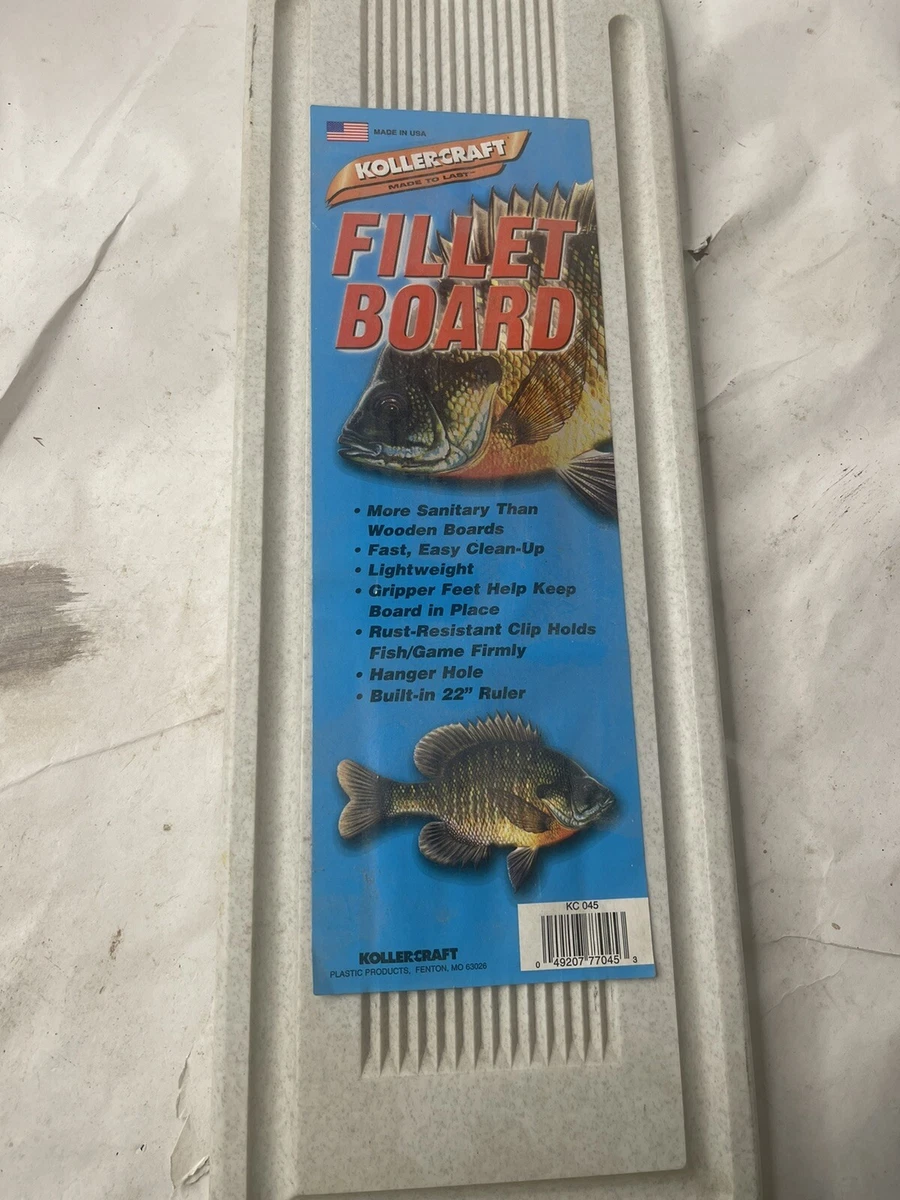 MADE IN USA
KOLLER-CRAFT
MADE TO LAST™
FILLET
BOARD
• More Sanitary Than
Wooden Boards
• Fast, Easy Clean-Up
• Lightweight
• Gripper Feet Help Keep
Board in Place
• Rust-Resistant Clip Holds
Fish/Game Firmly
• Hanger Hole
• Built-in 22” Ruler
KC 045
0 49207 77045 3
KOLLER-CRAFT
PLASTIC PRODUCTS, FENTON, MO 63026